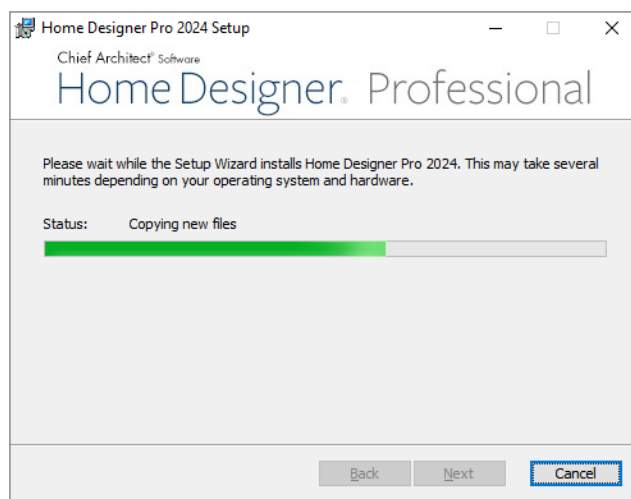 Home Designer Pro 2024 Setup
Chief Architect® Software
Home Designer® Professional
Please wait while the Setup Wizard installs Home Designer Pro 2024. This may take several
minutes depending on your operating system and hardware.
Status: Copying new files
Back Next Cancel